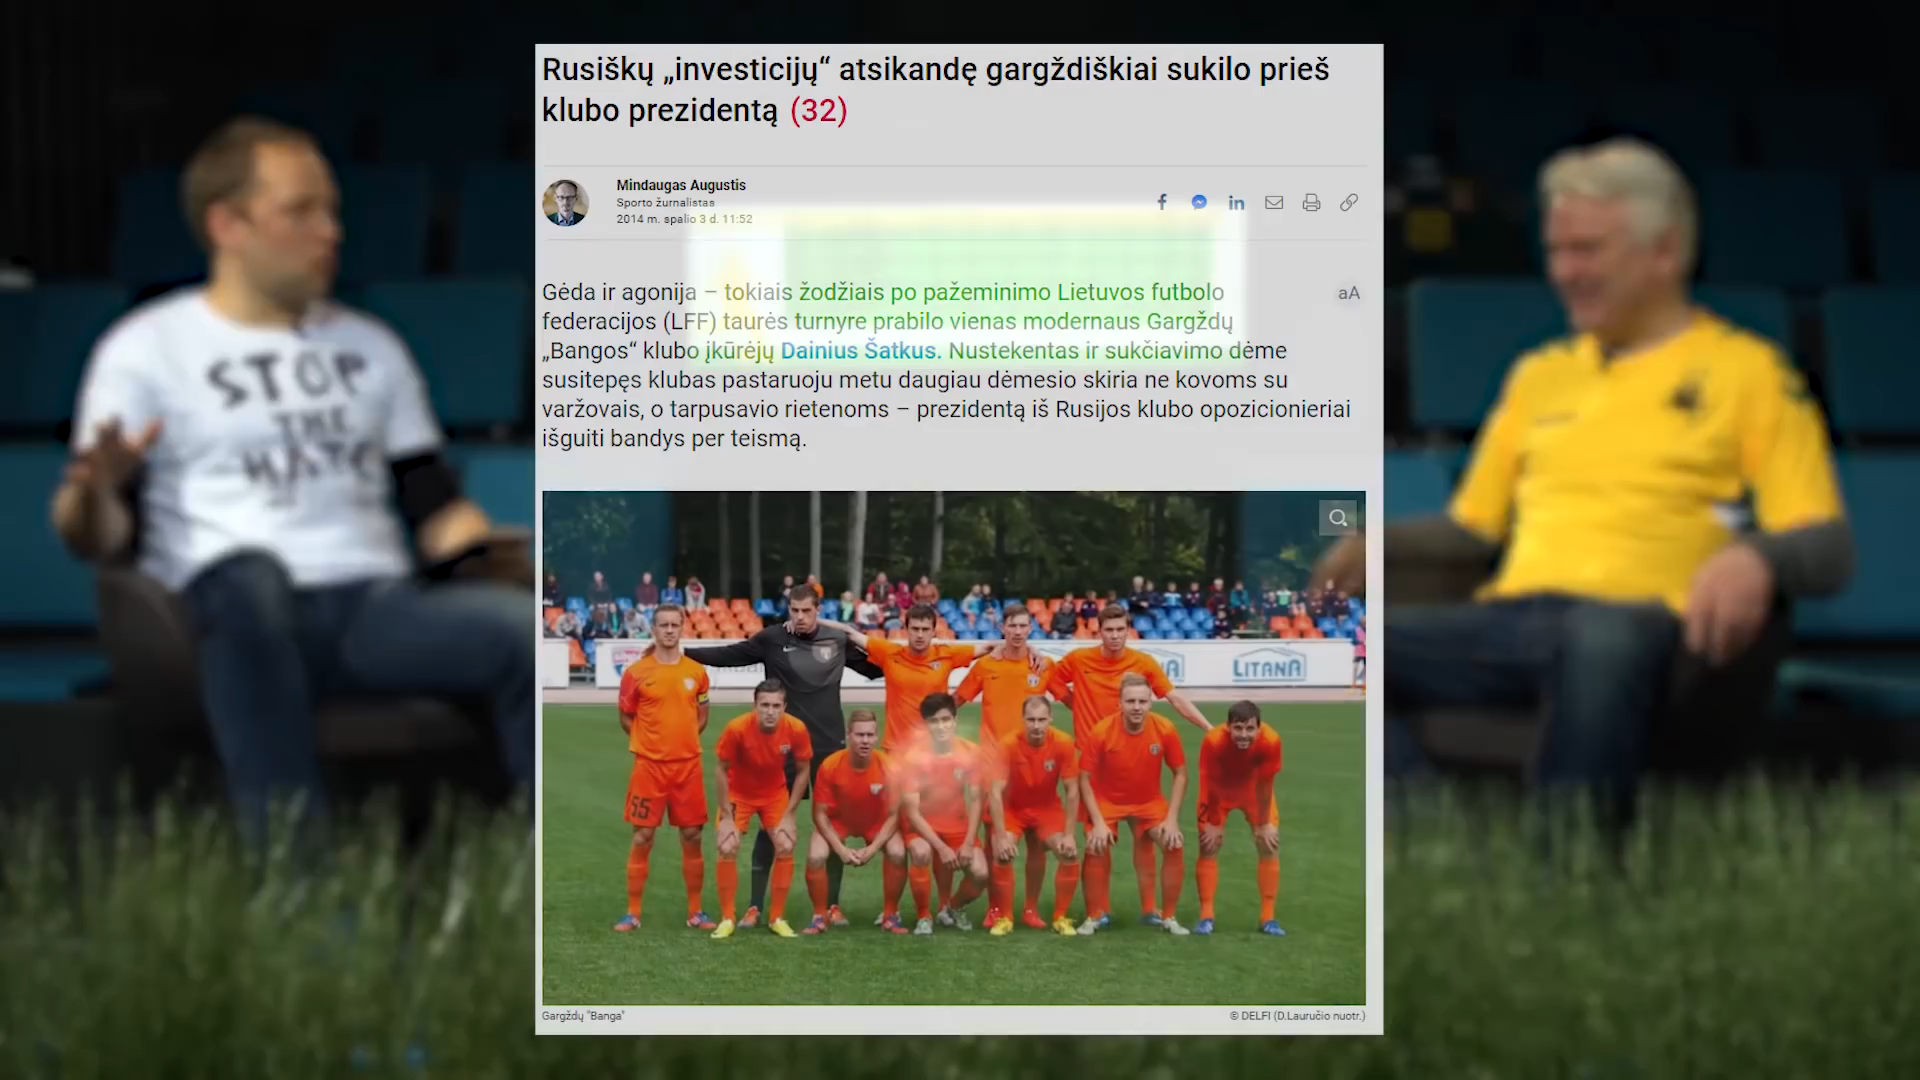 Rusiškų „investicijų“ atsikandę gargždiškiai sukilo prieš
klubo prezidentą (32)
Mindaugas Augustis
Sporto žurnalistas
2014 m. spalio 3 d. 11:52
Gėda ir agonija – tokiais žodžiais po pažeminimo Lietuvos futbolo
federacijos (LFF) taurės turnyre prabilo vienas modernaus Gargždų
„Bangos“ klubo įkūrėjų Dainius Šatkus. Nustekentas ir sukčiavimo dėme
susitepęs klubas pastaruoju metu daugiau dėmesio skiria ne kovoms su
varžovais, o tarpusavio rietenoms – prezidentą iš Rusijos klubo opozicionieriai
išguiti bandys per teismą.
aA
STOP
THE
HATE
LITANA
55
Gargždų "Banga"
© DELFI (D.Lauručio nuotr.)